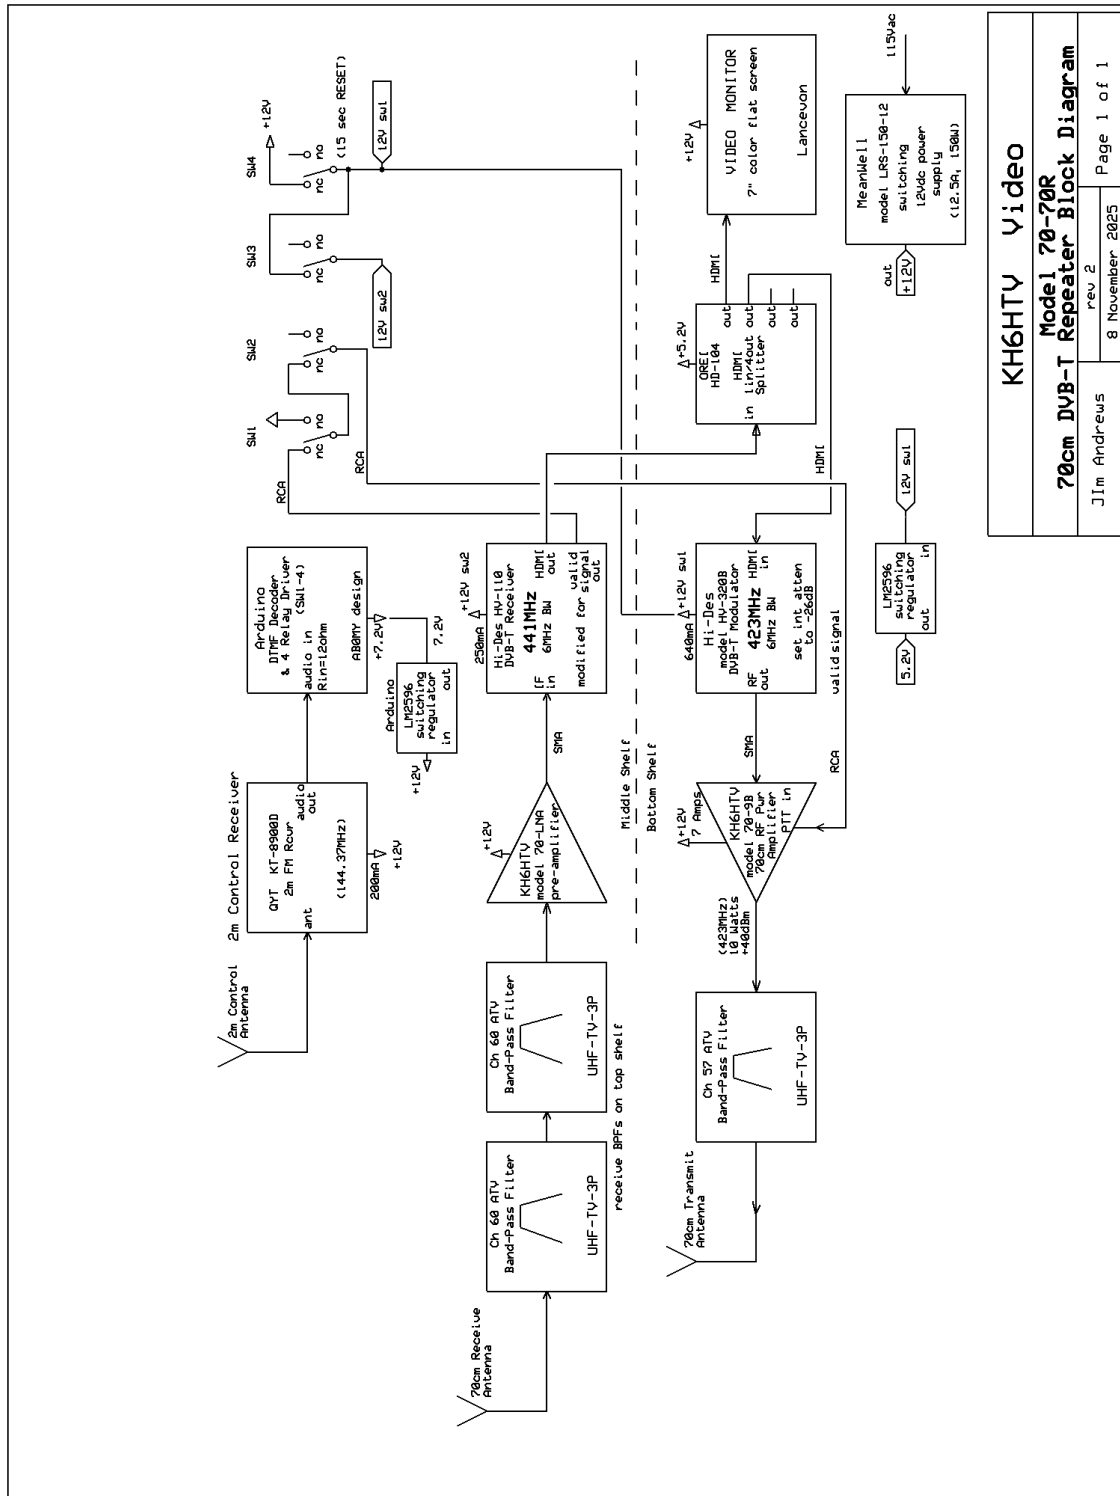 2m Control
Antenna
2m Control Receiver
QYT KT-8900D
2m FM Rcvr
(144.37MHz)
ant
audio
out
200mA
+12V
Arduino
DTMF Decoder
& 4 Relay Driver
(SW1-4)
audio in
Rin=12ohm
AB0MY design
+7.2V
7.2V
Arduino
LM2596
switching
regulator
in out
+12V
SW1
nc no
SW2
nc no
SW3
nc no
SW4
nc no
+12V
(15 sec RESET)
12V sw2
12V sw1
RCA
RCA
70cm Receive
Antenna
Ch 60 ATV
Band-Pass Filter
UHF-TV-3P
Ch 60 ATV
Band-Pass Filter
UHF-TV-3P
receive BPFs on top shelf
+12V
KH6HTV
model 70-LNA
pre-amplifier
SMA
+12V sw2
250mA
Hi-Des HV-110
DVB-T Receiver
441MHz
6MHz BW
IF
in
HDMI
out
modified for
valid
signal
out
Middle Shelf
Bottom Shelf
70cm Transmit
Antenna
Ch 57 ATV
Band-Pass Filter
UHF-TV-3P
(423MHz)
10 Watts
+40dBm
+12V
7 Amps
KH6HTV
model 70-9B
70cm RF Pwr
Amplifier
PTT in
SMA
RCA
+12V sw1
640mA
Hi-Des
model HV-320B
DVB-T Modulator
423MHz
6MHz BW
RF
out
HDMI
in
set int atten
to -26dB
valid signal
HDMI
+5.2V
OREI
HD-104
HDMI
1in/4out
Splitter
in
out
out
out
out
HDMI
+12V
VIDEO MONITOR
7" color flat screen
Lancevon
5.2V
LM2596
switching
regulator
out in
12V sw1
out
+12V
MeanWell
model LRS-150-12
switching
12Vdc power
supply
(12.5A, 150W)
115Vac
KH6HTV Video
Model 70-70R
70cm DVB-T Repeater Block Diagram
JIm Andrews
rev 2
8 November 2025
Page 1 of 1